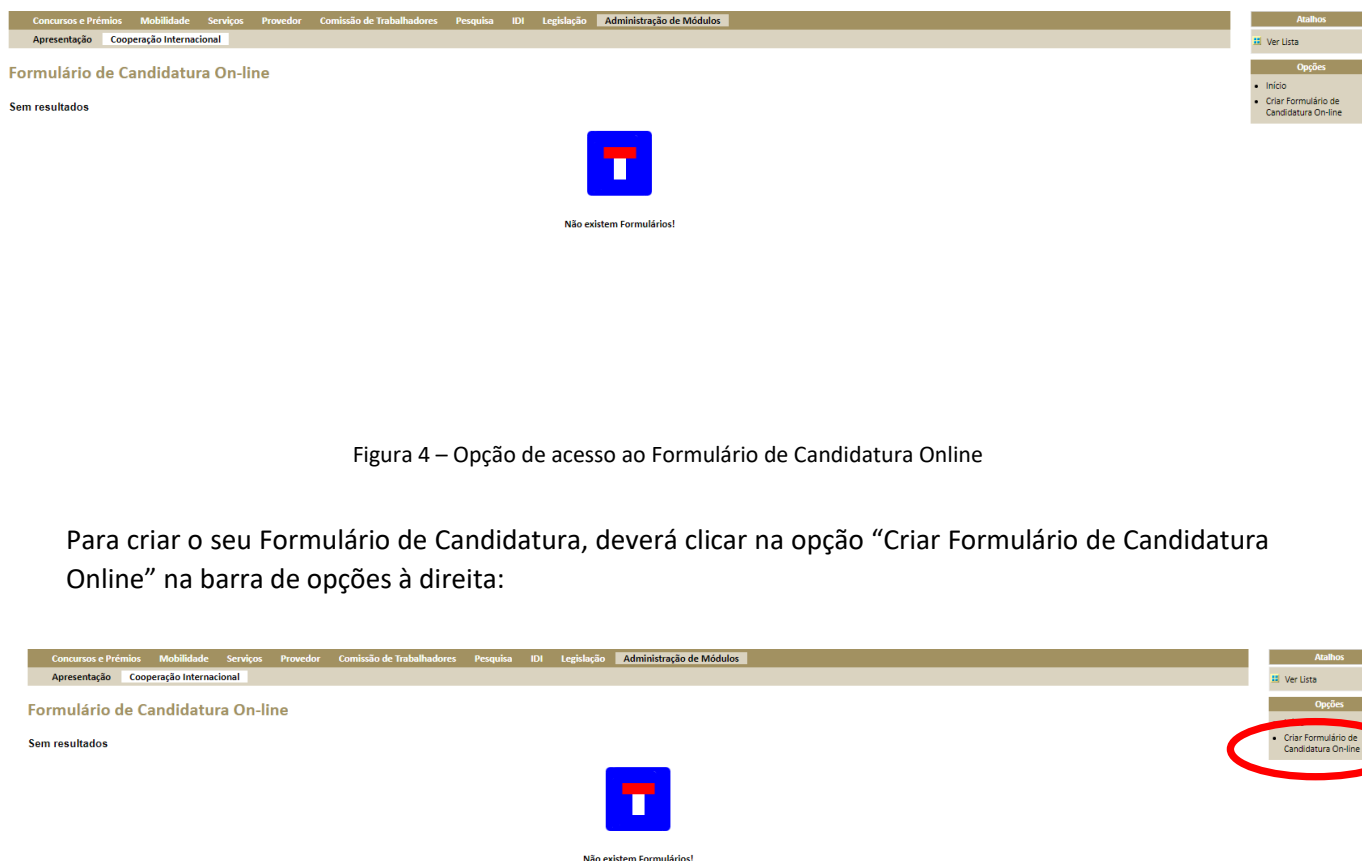 Concursos e Prémios Mobilidade Serviços Provedor Comissão de Trabalhadores Pesquisa IDI Legislação Administração de Módulos
Apresentação Cooperação Internacional
Atalhos
Ver Lista
Opções
Início
Criar Formulário de
Candidatura On-line
Formulário de Candidatura On-line
Sem resultados
Não existem Formulários!
Figura 4 – Opção de acesso ao Formulário de Candidatura Online
Para criar o seu Formulário de Candidatura, deverá clicar na opção “Criar Formulário de Candidatura
Online” na barra de opções à direita:
Concursos e Prémios Mobilidade Serviços Provedor Comissão de Trabalhadores Pesquisa IDI Legislação Administração de Módulos
Apresentação Cooperação Internacional
Atalhos
Ver Lista
Opções
Criar Formulário de
Candidatura On-line
Formulário de Candidatura On-line
Sem resultados
Não existem Formulários!